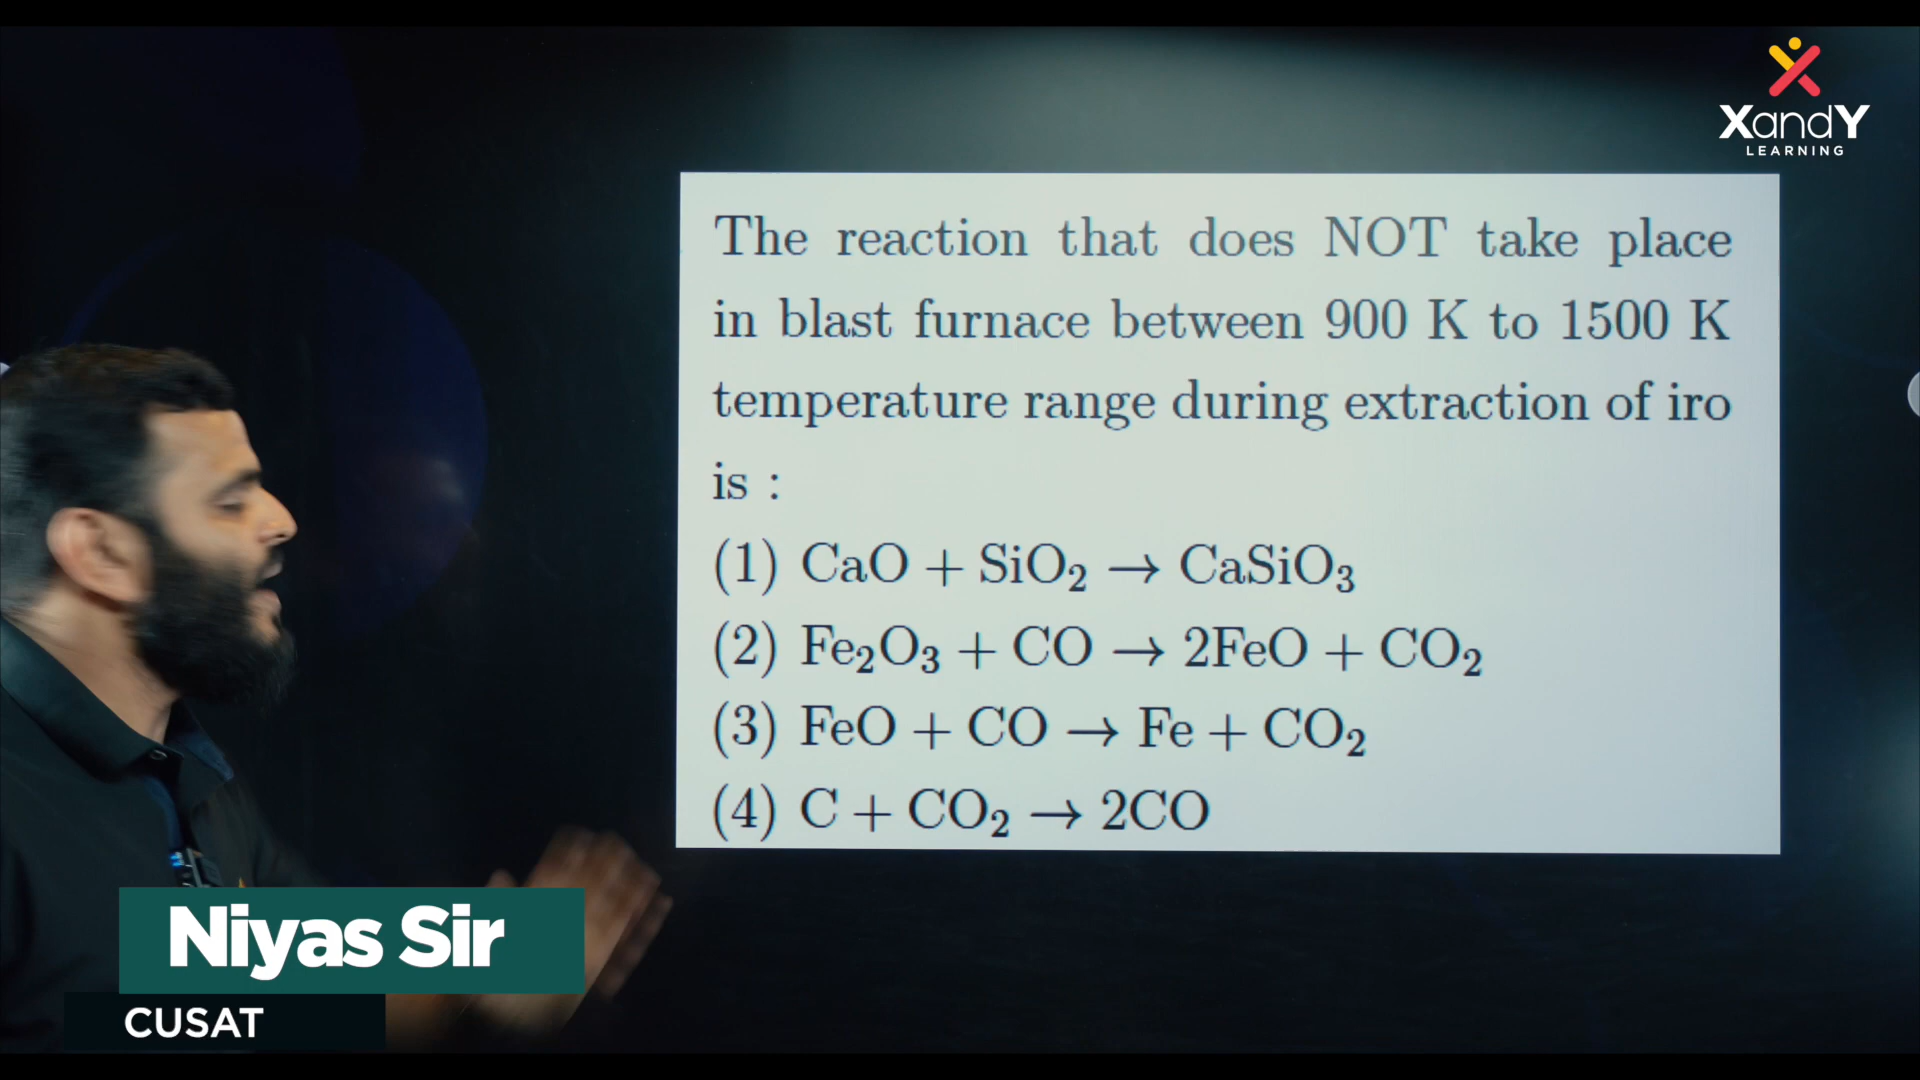 XandY
LEARNING
The reaction that does NOT take place
in blast furnace between 900 K to 1500 K
temperature range during extraction of iro
is :
(1) CaO + SiO₂ → CaSiO₃
(2) Fe₂O₃ + CO → 2FeO + CO₂
(3) FeO + CO → Fe + CO₂
(4) C + CO₂ → 2CO
Niyas Sir
CUSAT